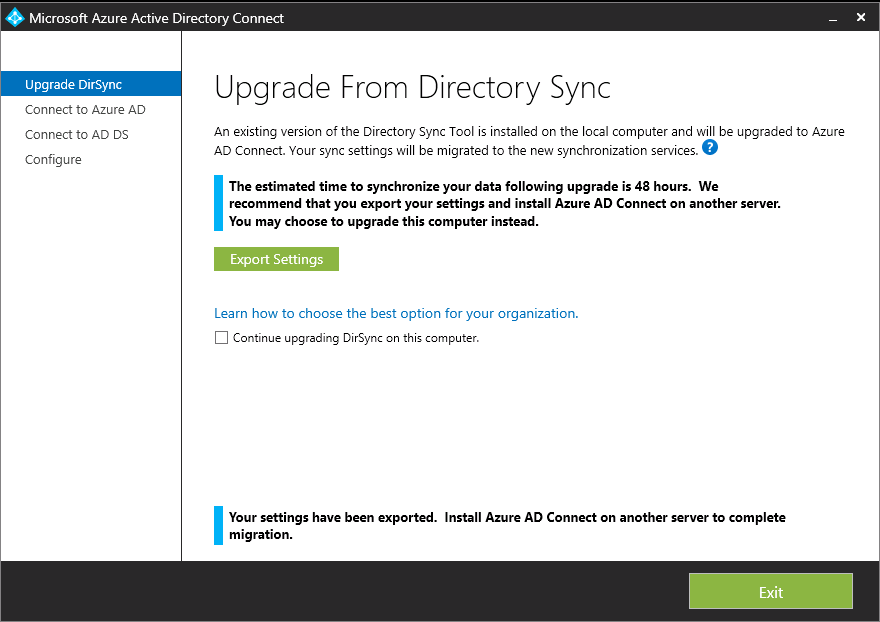 Microsoft Azure Active Directory Connect
Upgrade DirSync
Connect to Azure AD
Connect to AD DS
Configure
Upgrade From Directory Sync
An existing version of the Directory Sync Tool is installed on the local computer and will be upgraded to Azure
AD Connect. Your sync settings will be migrated to the new synchronization services. ?
The estimated time to synchronize your data following upgrade is 48 hours.  We
recommend that you export your settings and install Azure AD Connect on another server.
You may choose to upgrade this computer instead.
Export Settings
Learn how to choose the best option for your organization.
Continue upgrading DirSync on this computer.
Your settings have been exported.  Install Azure AD Connect on another server to complete
migration.
Exit